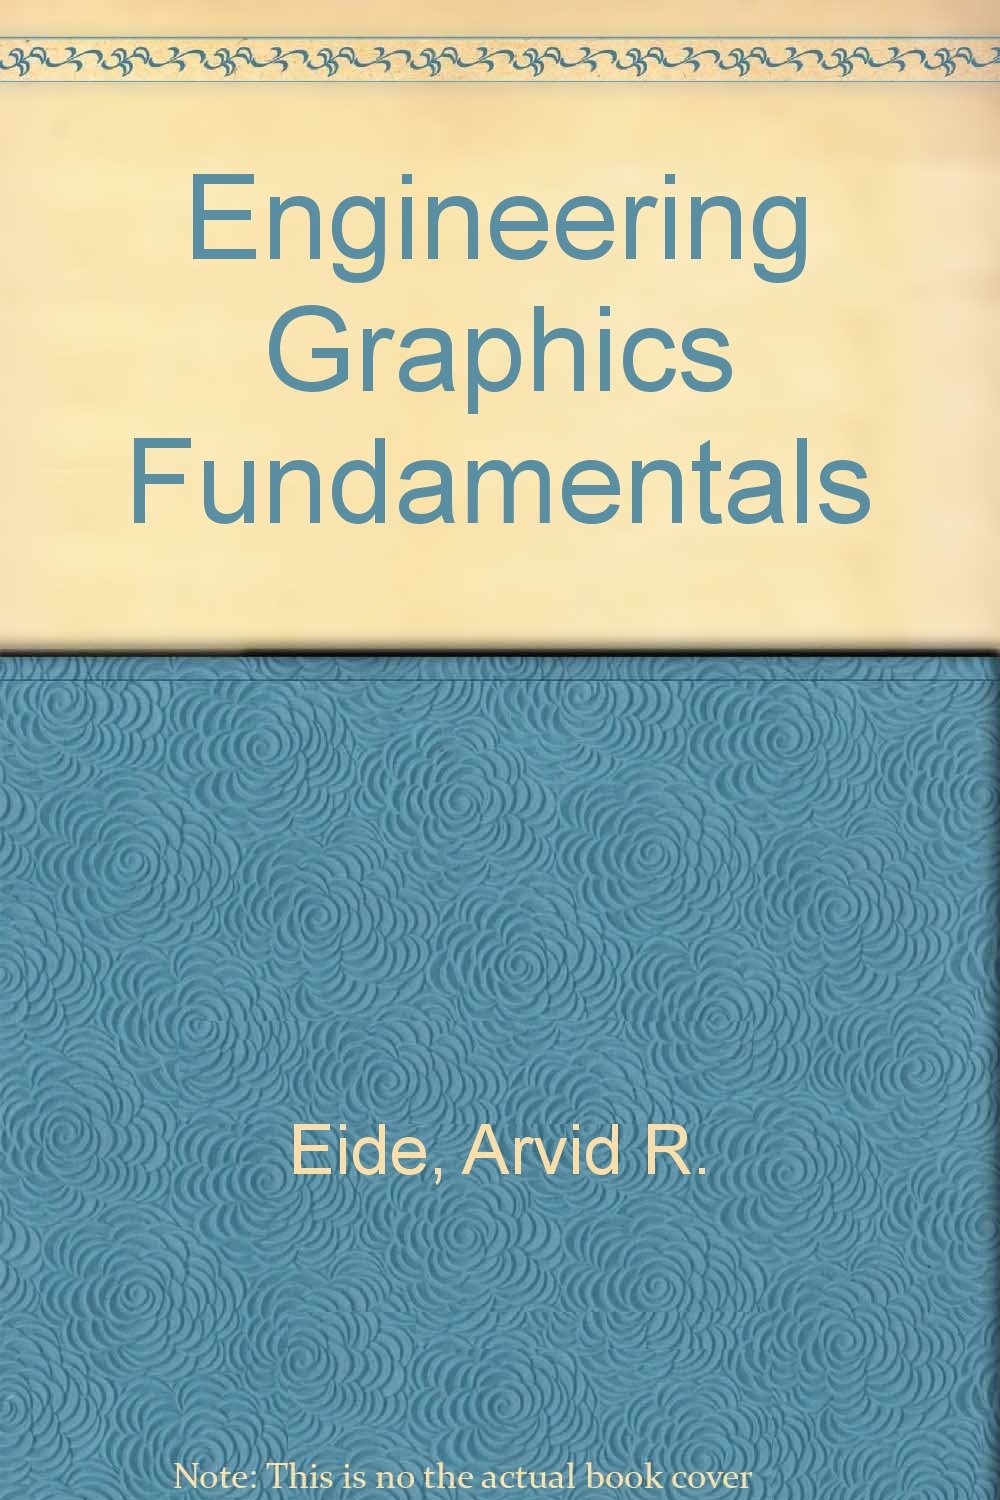 Engineering
Graphics
Fundamentals
Eide, Arvid R.
Note: This is no the actual book cover